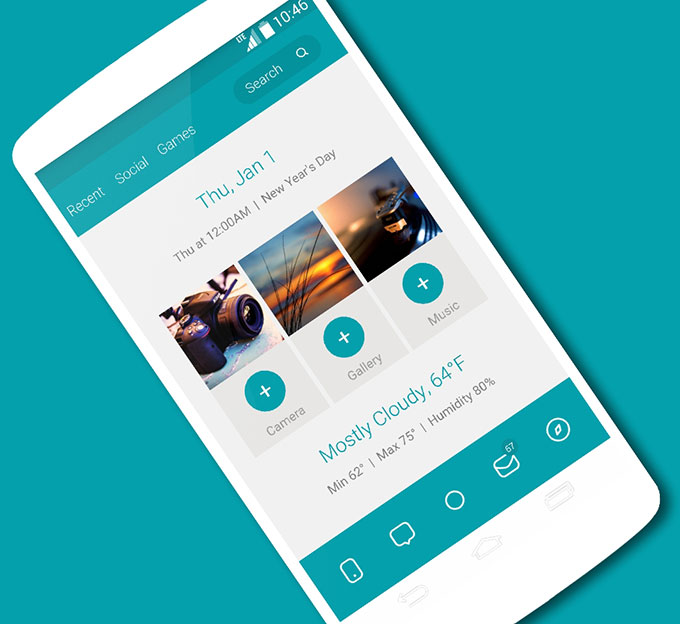 LTE 10:46
Search
Recent Social Games
Thu, Jan 1
Thu at 12:00AM | New Year's Day
Camera Gallery Music
Mostly Cloudy, 64°F
Min 62° | Max 75° | Humidity 80%
57